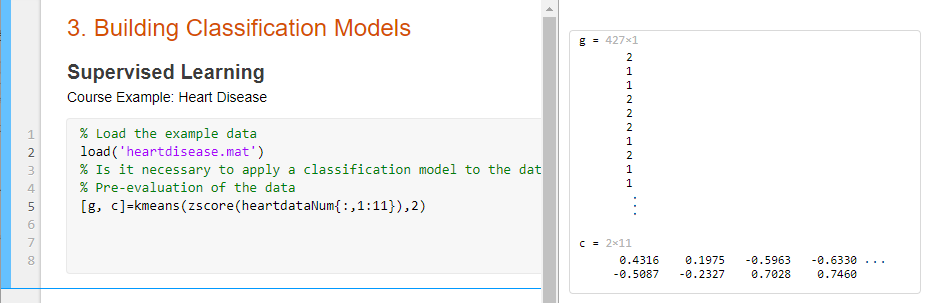 3. Building Classification Models
Supervised Learning
Course Example: Heart Disease
1 % Load the example data
2 load('heartdisease.mat')
3 % Is it necessary to apply a classification model to the dat
4 % Pre-evaluation of the data
5 [g, c]=kmeans(zscore(heartdataNum{:,1:11}),2)
6
7
8
g = 427×1
2
1
1
2
2
2
1
2
1
1
⋮
c = 2×11
0.4316 0.1975 -0.5963 -0.6330 ...
-0.5087 -0.2327 0.7028 0.7460